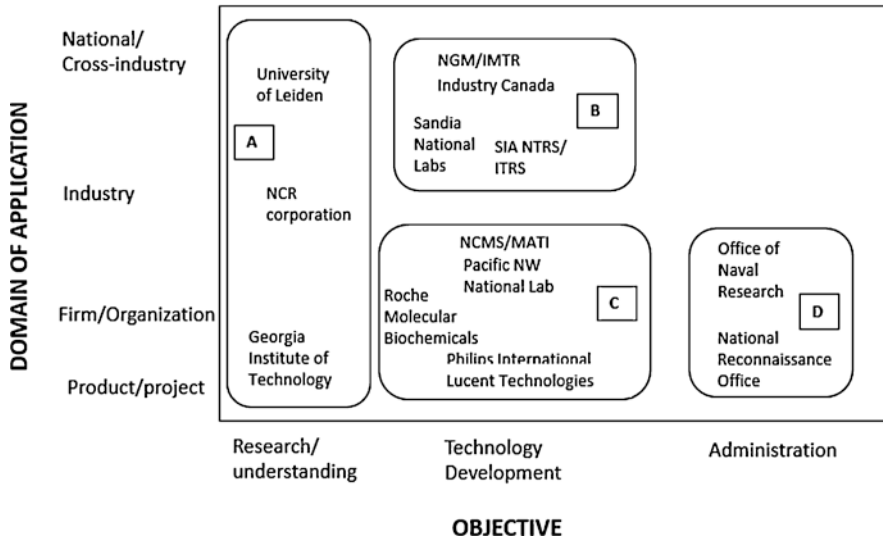 National/
Cross-industry
Industry
Firm/Organization
Product/project
DOMAIN OF APPLICATION
University
of Leiden
A
NCR
corporation
Georgia
Institute of
Technology
NGM/IMTR
Industry Canada
B
Sandia
National
Labs
SIA NTRS/
ITRS
NCMS/MATI
Pacific NW
National Lab
C
Roche
Molecular
Biochemicals
Philips International
Lucent Technologies
Office of
Naval
Research
D
National
Reconnaissance
Office
Research/
understanding
Technology
Development
Administration
OBJECTIVE